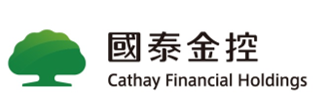 國泰金控
Cathay Financial Holdings